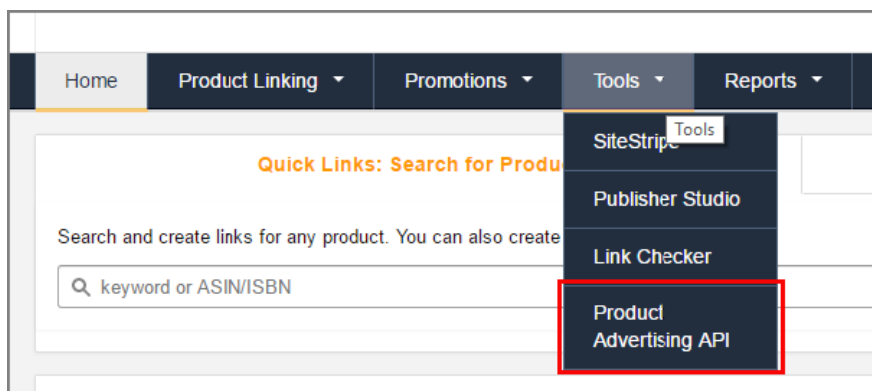 Home Product Linking Promotions Tools Reports
Tools
SiteStripe
Quick Links: Search for Produ
Publisher Studio
Search and create links for any product. You can also create
Link Checker
keyword or ASIN/ISBN
Product
Advertising API